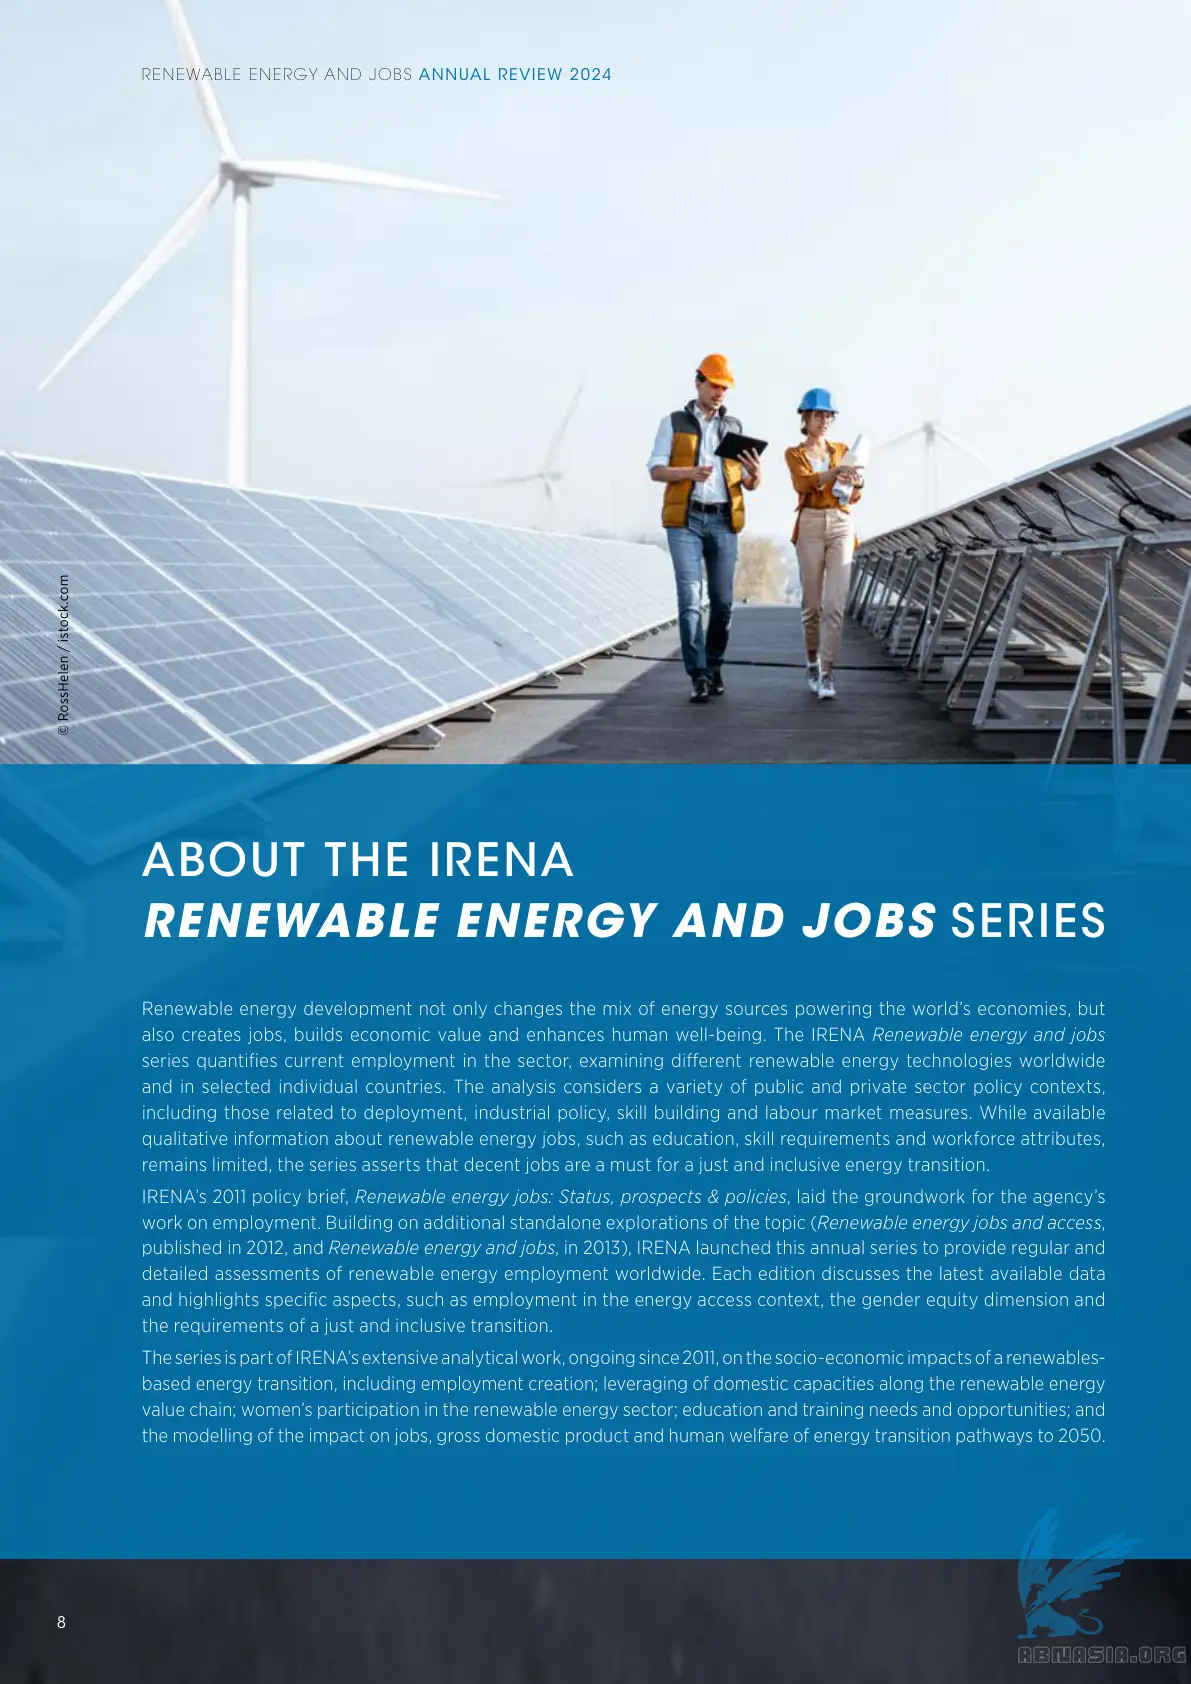 RENEWABLE ENERGY AND JOBS ANNUAL REVIEW 2024
© RossHelen / istock.com
ABOUT THE IRENA
RENEWABLE ENERGY AND JOBS SERIES
Renewable energy development not only changes the mix of energy sources powering the world’s economies, but
also creates jobs, builds economic value and enhances human well-being. The IRENA Renewable energy and jobs
series quantifies current employment in the sector, examining different renewable energy technologies worldwide
and in selected individual countries. The analysis considers a variety of public and private sector policy contexts,
including those related to deployment, industrial policy, skill building and labour market measures. While available
qualitative information about renewable energy jobs, such as education, skill requirements and workforce attributes,
remains limited, the series asserts that decent jobs are a must for a just and inclusive energy transition.
IRENA’s 2011 policy brief, Renewable energy jobs: Status, prospects & policies, laid the groundwork for the agency’s
work on employment. Building on additional standalone explorations of the topic (Renewable energy jobs and access,
published in 2012, and Renewable energy and jobs, in 2013), IRENA launched this annual series to provide regular and
detailed assessments of renewable energy employment worldwide. Each edition discusses the latest available data
and highlights specific aspects, such as employment in the energy access context, the gender equity dimension and
the requirements of a just and inclusive transition.
The series is part of IRENA’s extensive analytical work, ongoing since 2011, on the socio-economic impacts of a renewables-
based energy transition, including employment creation; leveraging of domestic capacities along the renewable energy
value chain; women’s participation in the renewable energy sector; education and training needs and opportunities; and
the modelling of the impact on jobs, gross domestic product and human welfare of energy transition pathways to 2050.
8
ABNASIA.ORG